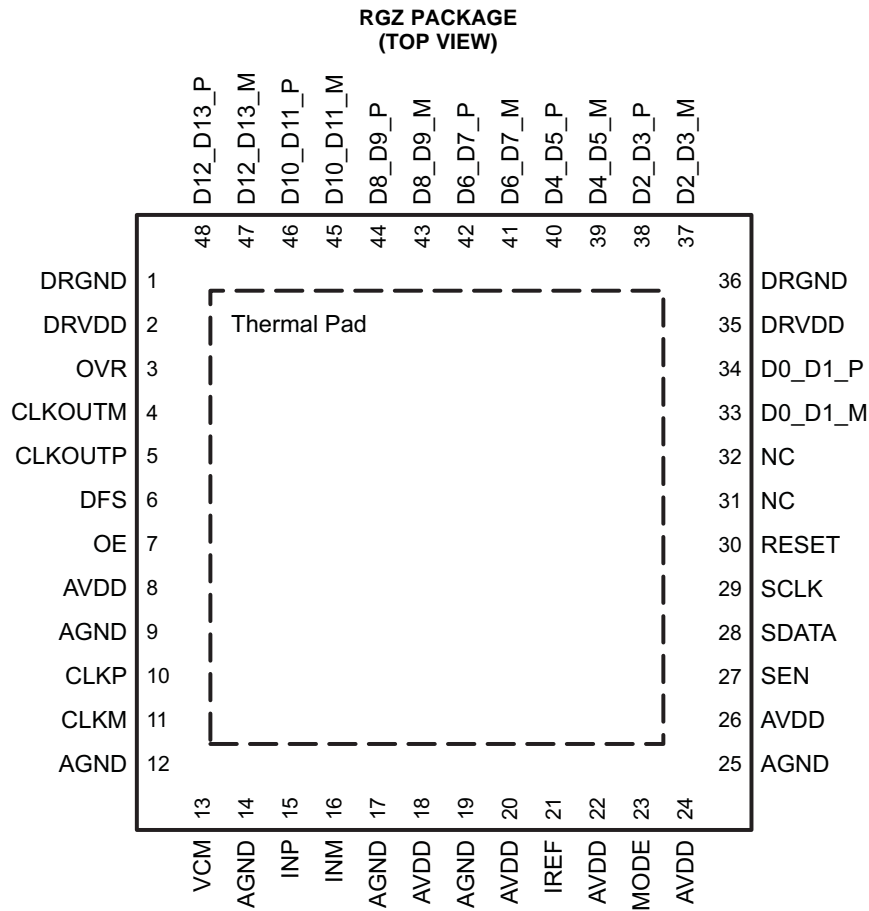 RGZ PACKAGE
(TOP VIEW)
D12_D13_P
D12_D13_M
D10_D11_P
D10_D11_M
D8_D9_P
D8_D9_M
D6_D7_P
D6_D7_M
D4_D5_P
D4_D5_M
D2_D3_P
D2_D3_M
48 47 46 45 44 43 42 41 40 39 38 37
DRGND 1 36 DRGND
DRVDD 2 Thermal Pad 35 DRVDD
OVR 3 34 D0_D1_P
CLKOUTM 4 33 D0_D1_M
CLKOUTP 5 32 NC
DFS 6 31 NC
OE 7 30 RESET
AVDD 8 29 SCLK
AGND 9 28 SDATA
CLKP 10 27 SEN
CLKM 11 26 AVDD
AGND 12 25 AGND
13 14 15 16 17 18 19 20 21 22 23 24
VCM
AGND
INP
INM
AGND
AVDD
AGND
AVDD
IREF
AVDD
MODE
AVDD